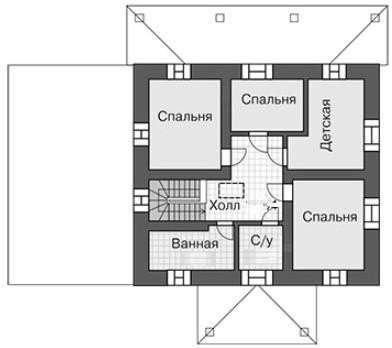 Спальня
Спальня
Детская
Холл
Спальня
Ванная
С/у